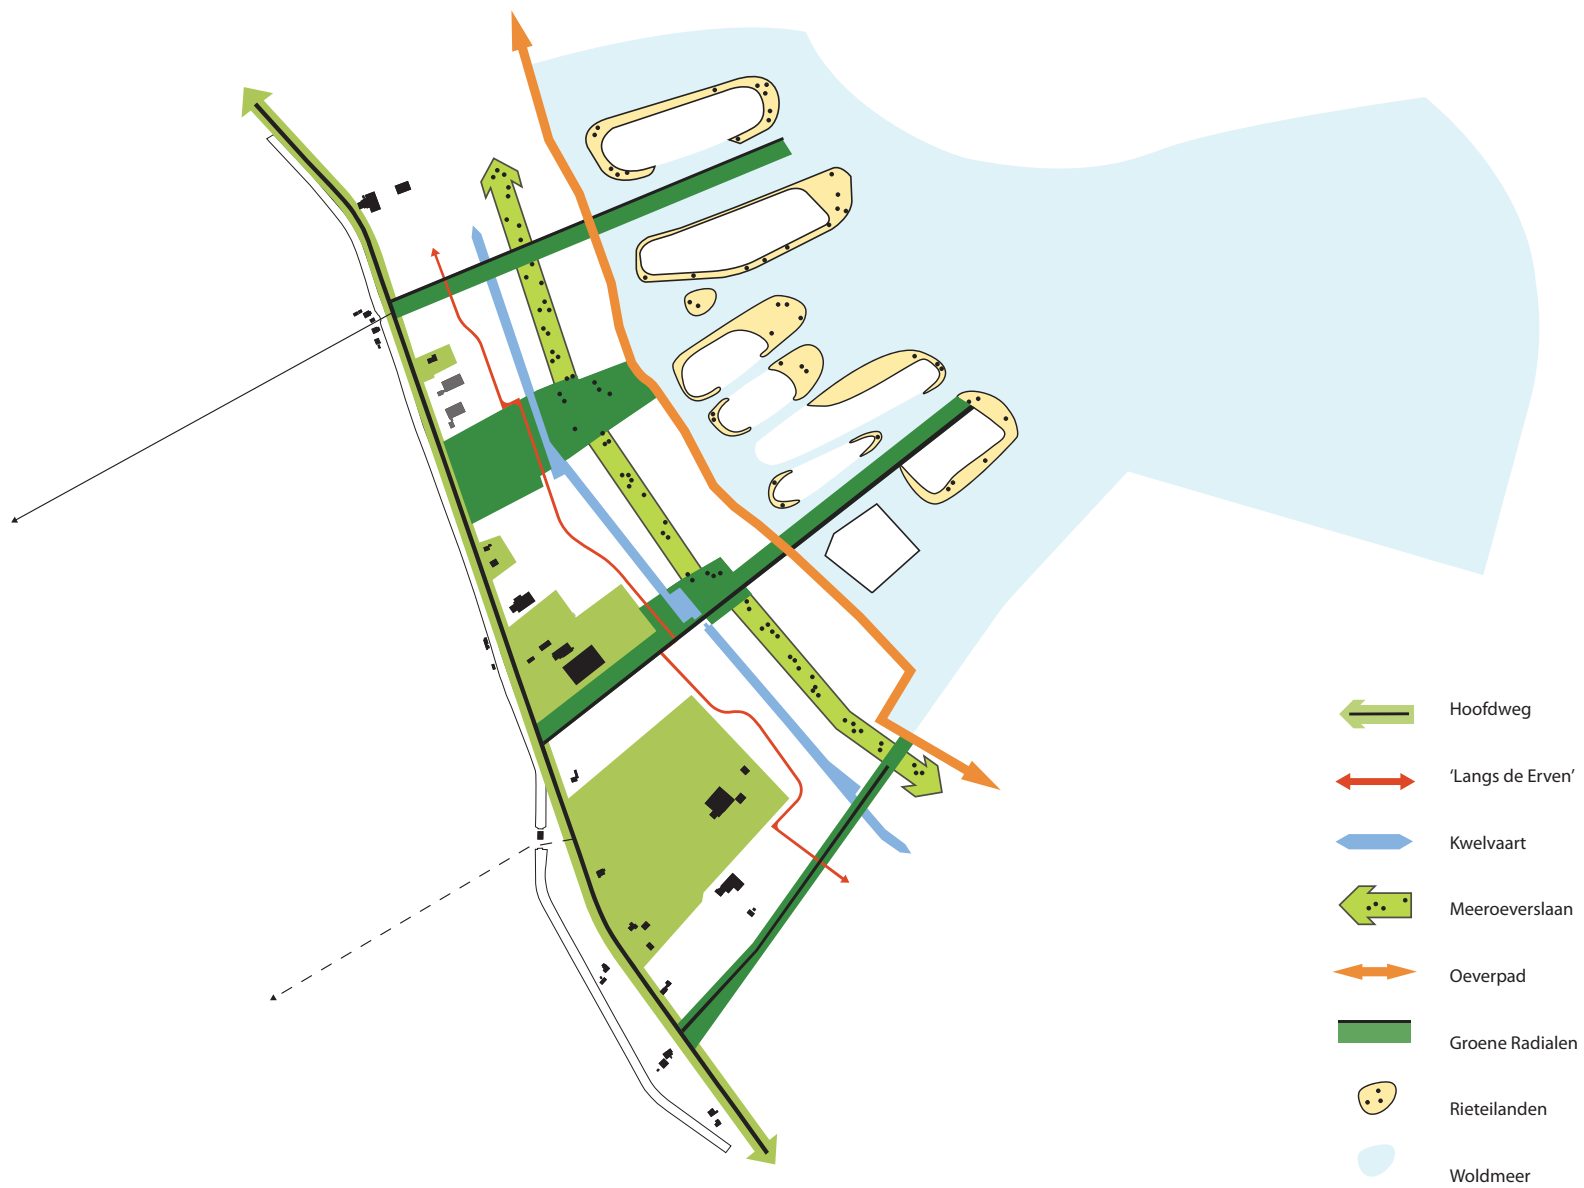 Hoofdweg
‘Langs de Erven’
Kwelvaart
Meeroeverslaan
Oeverpad
Groene Radialen
Rieteilanden
Woldmeer